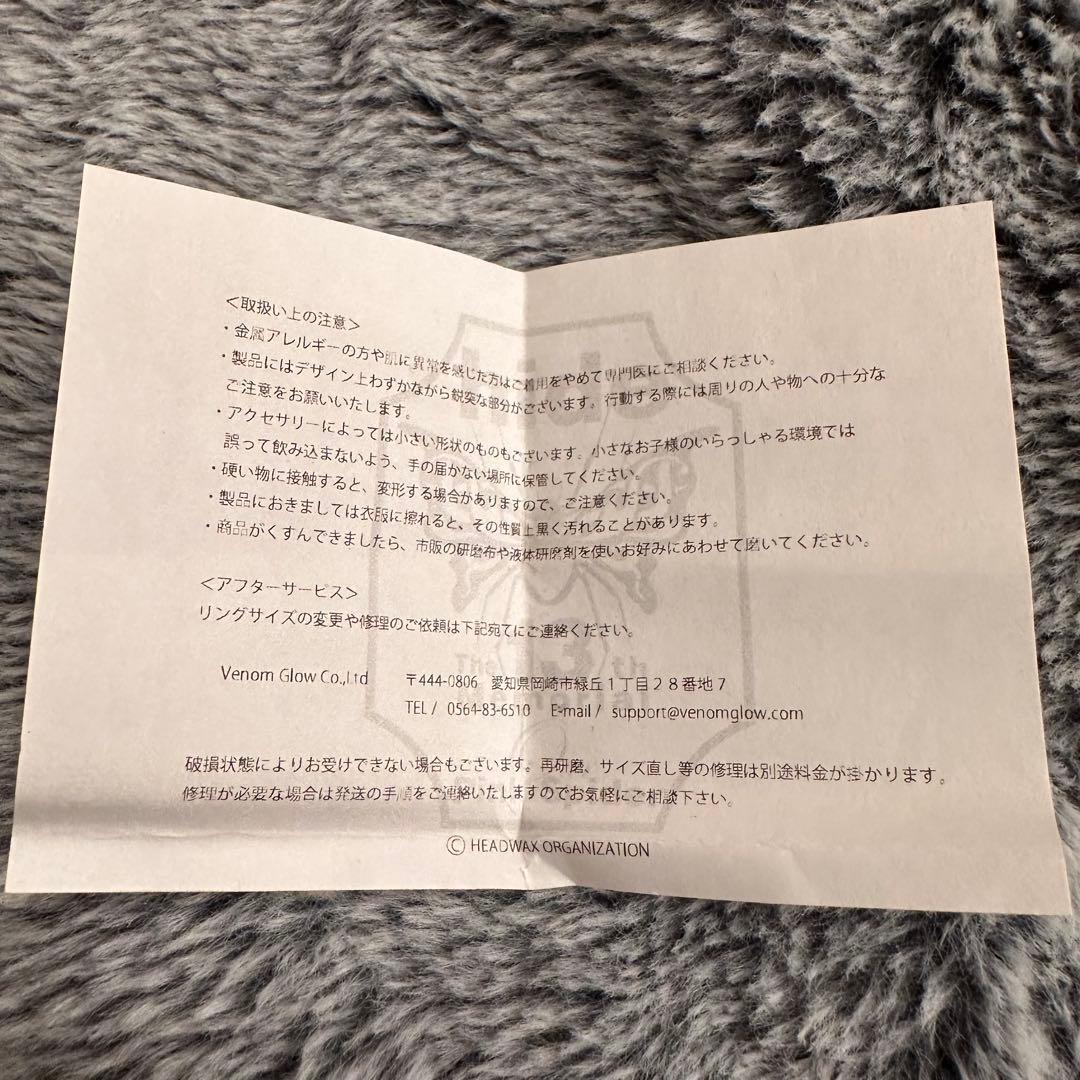 ＜取扱い上の注意＞
・金属アレルギーの方や肌に異常を感じた方はご着用をやめて専門医にご相談ください。
・製品にはデザイン上わずかながら鋭突な部分がございます。行動する際には周りの人や物への十分な
ご注意をお願いいたします。
・アクセサリーによっては小さい形状のものもございます。小さなお子様のいらっしゃる環境では
誤って飲み込まないよう、手の届かない場所に保管してください。
・硬い物に接触すると、変形する場合がありますので、ご注意ください。
・製品におきましては衣服に擦れると、その性質上黒く汚れることがあります。
・商品がくすんできましたら、市販の研磨布や液体研磨剤を使いお好みにあわせて磨いてください。
＜アフターサービス＞
リングサイズの変更や修理のご依頼は下記宛てにご連絡ください。
Venom Glow Co.,Ltd 〒444-0806 愛知県岡崎市緑丘１丁目２８番地７
TEL / 0564-83-6510 E-mail / support@venomglow.com
破損状態によりお受けできない場合もございます。再研磨、サイズ直し等の修理は別途料金が掛かります。
修理が必要な場合は発送の手順をご連絡いたしますのでお気軽にご相談下さい。
© HEADWAX ORGANIZATION